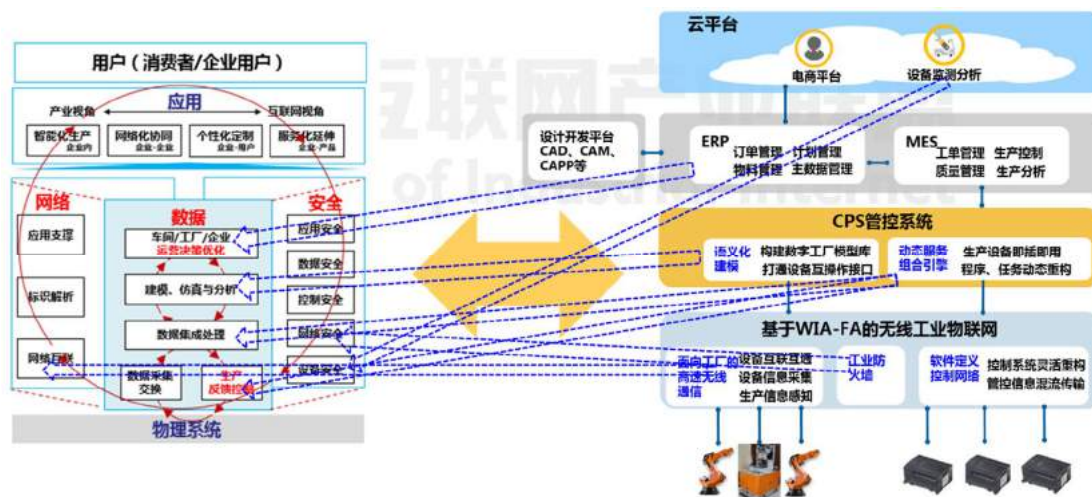 用户（消费者/企业用户）
产业视角
应用
互联网视角
智能化生产
企业内
网络化协同
企业-企业
个性化定制
企业-用户
服务化延伸
企业-产品
网络
数据
安全
应用支撑
标识解析
网络互联
车间/工厂/企业
运营决策优化
建模、仿真与分析
数据集成处理
数据采集
交换
生产
反馈控制
应用安全
数据安全
控制安全
网络安全
设备安全
物理系统
互联网产业联盟
of Industrial Internet
云平台
电商平台
设备监测分析
设计开发平台
CAD、CAM、
CAPP等
ERP
订单管理 计划管理
物料管理 主数据管理
MES
工单管理 生产控制
质量管理 生产分析
CPS管控系统
语义化
建模
构建数字工厂模型库
打通设备互操作接口
动态服务
组合引擎
生产设备即插即用
程序、任务动态重构
基于WIA-FA的无线工业物联网
面向工厂的
高速无线
通信
设备互联互通
设备信息采集
生产信息感知
工业防
火墙
软件定义
控制网络
控制系统灵活重构
管控信息混流传输